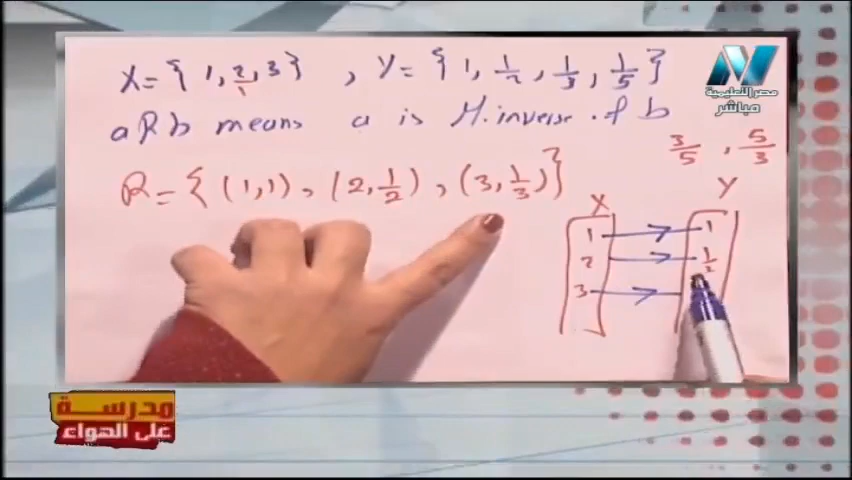 X = { 1, 2/1, 3 } , Y = { 1, 1/2, 1/3, 1/5 }
مصر التعليمية
مباشر
a R b means a is M. inverse of b
3/5 , 5/3
R = { (1,1) , (2, 1/2) , (3, 1/3) }
X Y
1 1
2 1/2
3
مدرسة
على الهواء